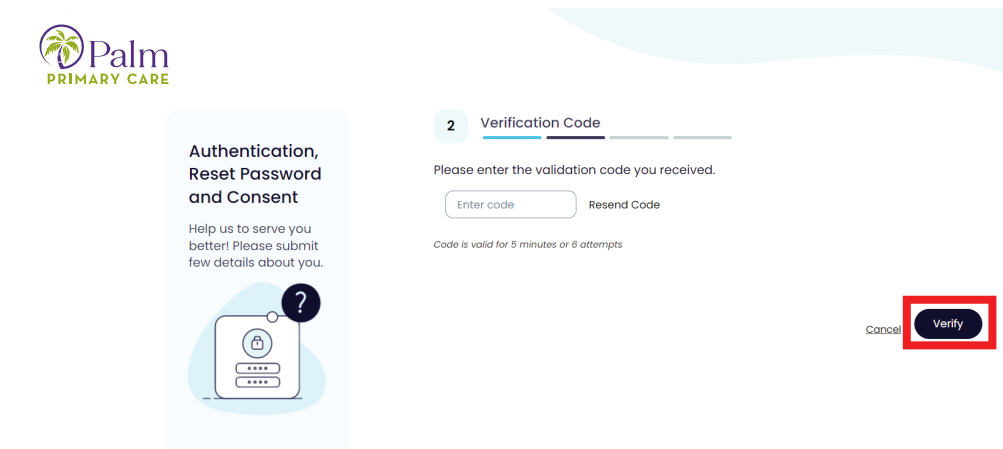 Palm
PRIMARY CARE
Authentication,
Reset Password
and Consent
Help us to serve you
better! Please submit
few details about you.
?
2 Verification Code
Please enter the validation code you received.
Enter code Resend Code
Code is valid for 5 minutes or 6 attempts
Cancel Verify